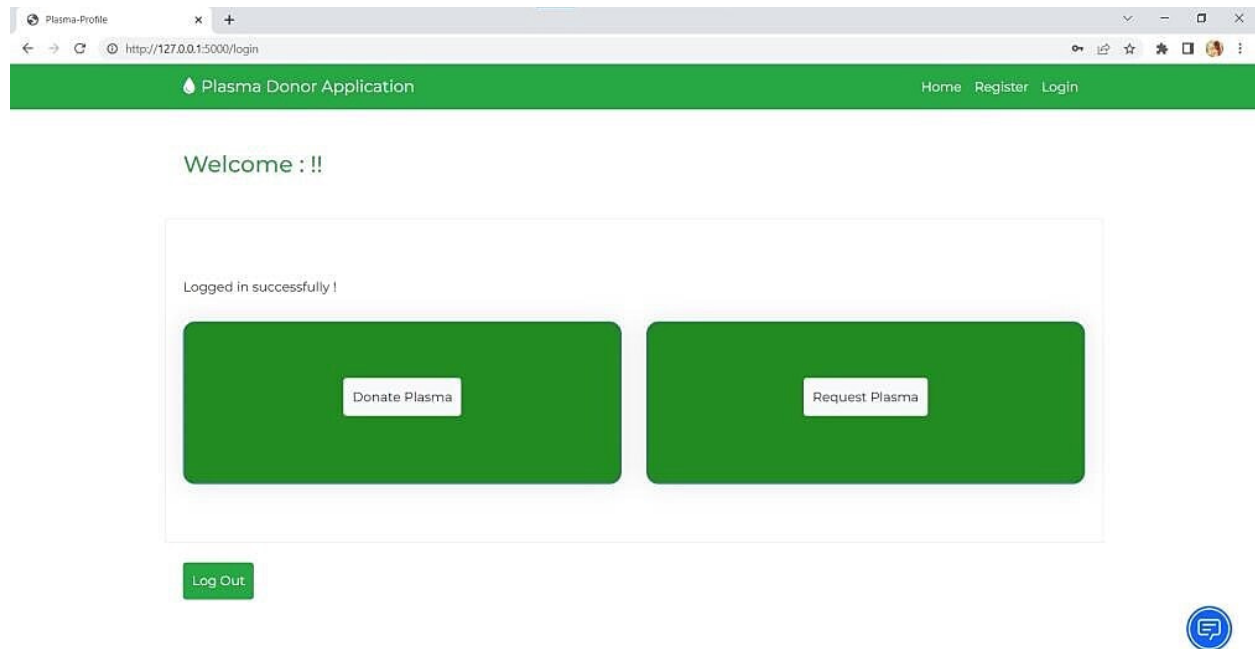 Plasma-Profile
http://127.0.0.1:5000/login
Plasma Donor Application Home Register Login
Welcome : !!
Logged in successfully !
Donate Plasma Request Plasma
Log Out